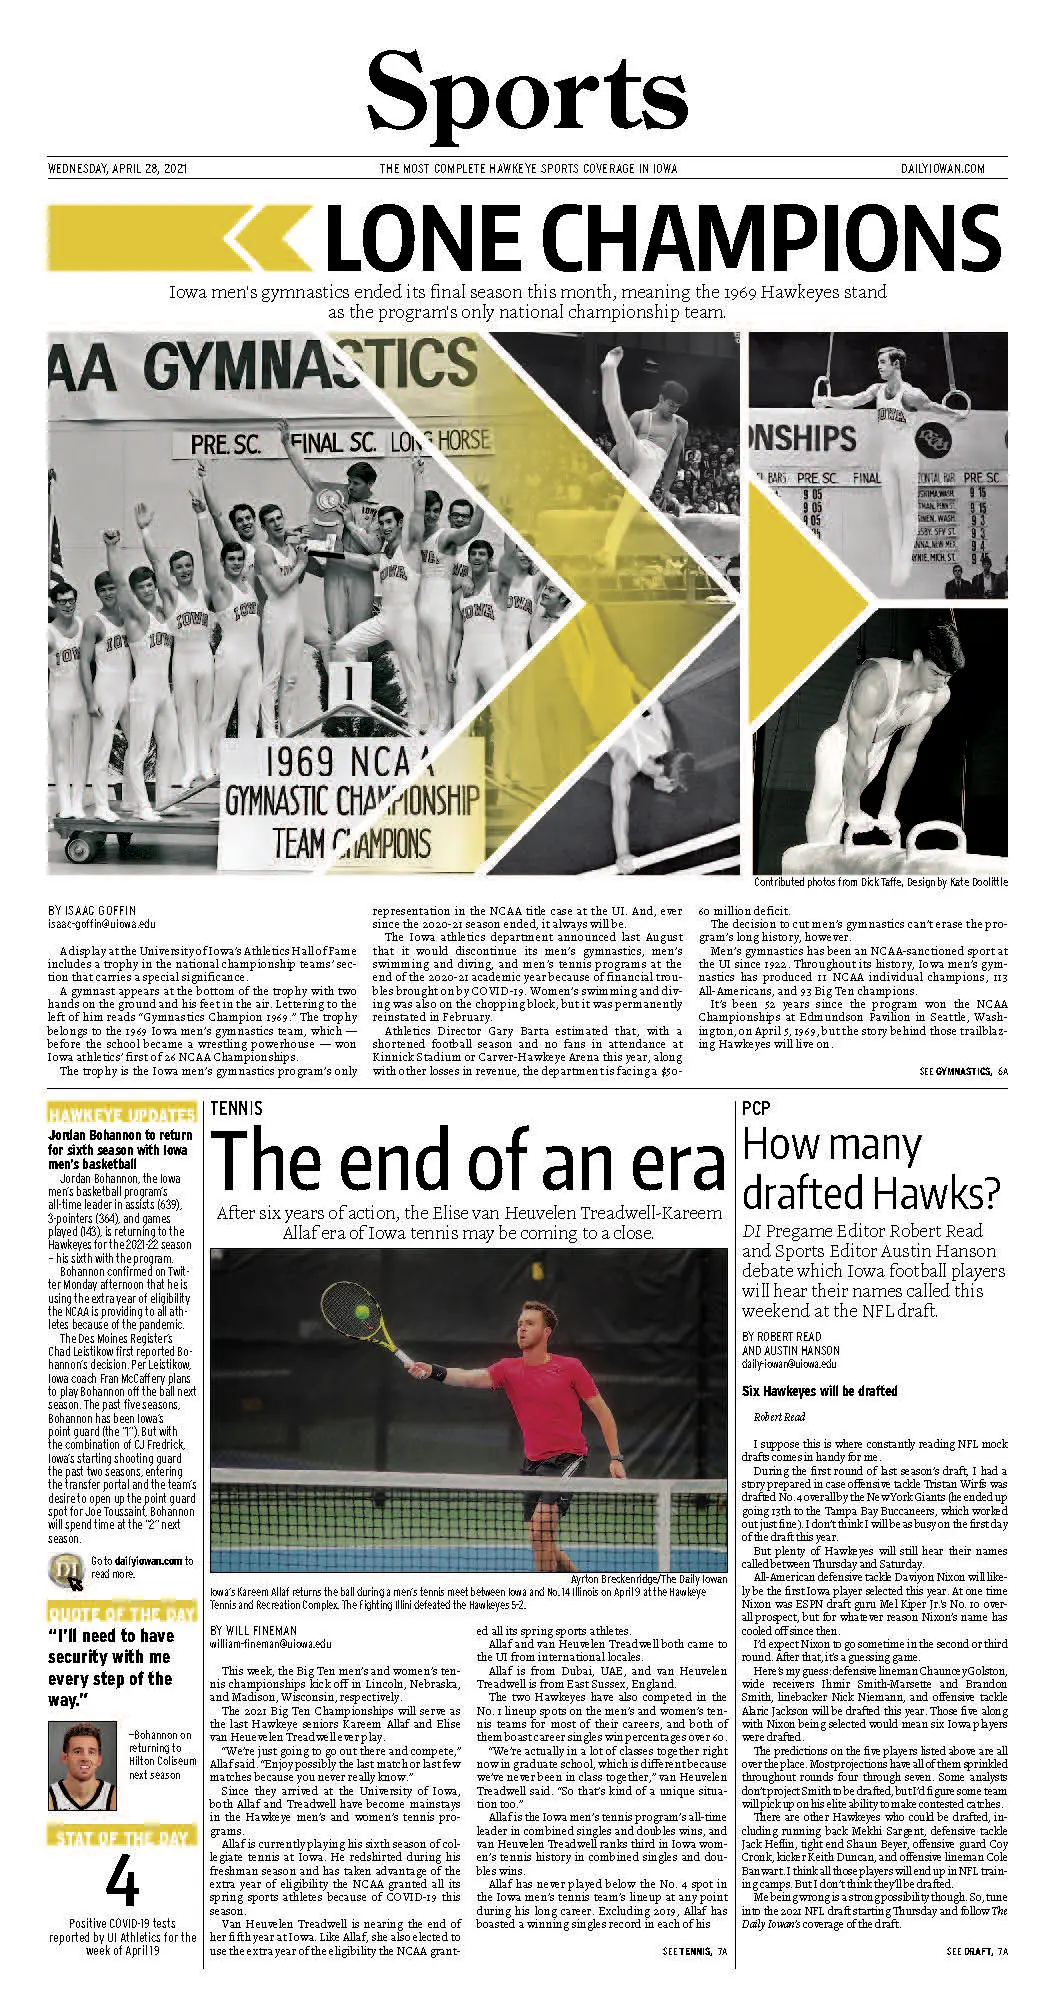 Sports
WEDNESDAY, APRIL 28, 2021
THE MOST COMPLETE HAWKEYE SPORTS COVERAGE IN IOWA
DAILYIOWAN.COM
LONE CHAMPIONS
Iowa men's gymnastics ended its final season this month, meaning the 1969 Hawkeyes stand
as the program's only national championship team.
AA GYMNASTICS
PRE. SC. FINAL SC. LONG HORSE
IOWA
1
1969 NCAA
GYMNASTIC CHAMPIONSHIP
TEAM CHAMPIONS
ONSHIPS
PRE. SC. FINAL
PRE. SC.
Contributed photos from Dick Taffe, Design by Kate Doolittle
BY ISAAC GOFFIN
isaac-goffin@uiowa.edu
A display at the University of Iowa's Athletics Hall of Fame
includes a trophy in the national championship teams' sec-
tion that carries a special significance.
A gymnast appears at the bottom of the trophy with two
hands on the ground and his feet in the air. Lettering to the
left of him reads "Gymnastics Champion 1969." The trophy
belongs to the 1969 Iowa men's gymnastics team, which —
before the school became a wrestling powerhouse — won
Iowa athletics' first of 26 NCAA Championships.
The trophy is the Iowa men's gymnastics program's only
representation in the NCAA title case at the UI. And, ever
since the 2020-21 season ended, it always will be.
The Iowa athletics department announced last August
that it would discontinue its men's gymnastics, men's
swimming and diving, and men's tennis programs at the
end of the 2020-21 academic year because of financial trou-
bles brought on by COVID-19. Women's swimming and div-
ing was also on the chopping block, but it was permanently
reinstated in February.
Athletics Director Gary Barta estimated that, with a
shortened football season and no fans in attendance at
Kinnick Stadium or Carver-Hawkeye Arena this year, along
with other losses in revenue, the department is facing a $50-
60 million deficit.
The decision to cut men's gymnastics can't erase the pro-
gram's long history, however.
Men's gymnastics has been an NCAA-sanctioned sport at
the UI since 1922. Throughout its history, Iowa men's gym-
nastics has produced 11 NCAA individual champions, 113
All-Americans, and 93 Big Ten champions.
It's been 52 years since the program won the NCAA
Championships at Edmundson Pavilion in Seattle, Wash-
ington, on April 5, 1969, but the story behind those trailblaz-
ing Hawkeyes will live on.
SEE GYMNASTICS, 6A
HAWKEYE UPDATES
Jordan Bohannon to return
for sixth season with Iowa
men's basketball
Jordan Bohannon, the Iowa
men's basketball program's
all-time leader in assists (639),
3-pointers (364), and games
played (143), is returning to the
Hawkeyes for the 2021-22 season
– his sixth with the program.
Bohannon confirmed on Twit-
ter Monday afternoon that he is
using the extra year of eligibility
the NCAA is providing to all ath-
letes because of the pandemic.
The Des Moines Register's
Chad Leistikow first reported Bo-
hannon's decision. Per Leistikow,
Iowa coach Fran McCaffery plans
to play Bohannon off the ball next
season. The past five seasons,
Bohannon has been Iowa's
point guard (the "1"). But with
the combination of CJ Fredrick,
Iowa's starting shooting guard
the past two seasons, entering
the transfer portal and the team's
desire to open up the point guard
spot for Joe Toussaint, Bohannon
will spend time at the "2" next
season.
DI
Go to dailyiowan.com to
read more.
QUOTE OF THE DAY
"I'll need to have
security with me
every step of the
way."
–Bohannon on
returning to
Hilton Coliseum
next season
STAT OF THE DAY
4
Positive COVID-19 tests
reported by UI Athletics for the
week of April 19
TENNIS
The end of an era
After six years of action, the Elise van Heuvelen Treadwell-Kareem
Allaf era of Iowa tennis may be coming to a close.
Ayrton Breckenridge/The Daily Iowan
Iowa's Kareem Allaf returns the ball during a men's tennis meet between Iowa and No. 14 Illinois on April 9 at the Hawkeye
Tennis and Recreation Complex. The Fighting Illini defeated the Hawkeyes 5-2.
BY WILL FINEMAN
william-fineman@uiowa.edu
This week, the Big Ten men's and women's ten-
nis championships kick off in Lincoln, Nebraska,
and Madison, Wisconsin, respectively.
The 2021 Big Ten Championships will serve as
the last Hawkeye seniors Kareem Allaf and Elise
van Heuvelen Treadwell ever play.
"We're just going to go out there and compete,"
Allaf said. "Enjoy possibly the last match or last few
matches because you never really know."
Since they arrived at the University of Iowa,
both Allaf and Treadwell have become mainstays
in the Hawkeye men's and women's tennis pro-
grams.
Allaf is currently playing his sixth season of col-
legiate tennis at Iowa. He redshirted during his
freshman season and has taken advantage of the
extra year of eligibility the NCAA granted all its
spring sports athletes because of COVID-19 this
season.
Van Heuvelen Treadwell is nearing the end of
her fifth year at Iowa. Like Allaf, she also elected to
use the extra year of the eligibility the NCAA grant-
ed all its spring sports athletes.
Allaf and van Heuvelen Treadwell both came to
the UI from international locales.
Allaf is from Dubai, UAE, and van Heuvelen
Treadwell is from East Sussex, England.
The two Hawkeyes have also competed in the
No. 1 lineup spots on the men's and women's ten-
nis teams for most of their careers, and both of
them boast career singles win percentages over 60.
"We're actually in a lot of classes together right
now in graduate school, which is different because
we've never been in class together," van Heuvelen
Treadwell said. "So that's kind of a unique situa-
tion too."
Allaf is the Iowa men's tennis program's all-time
leader in combined singles and doubles wins, and
van Heuvelen Treadwell ranks third in Iowa wom-
en's tennis history in combined singles and dou-
bles wins.
Allaf has never played below the No. 4 spot in
the Iowa men's tennis team's lineup at any point
during his long career. Excluding 2019, Allaf has
boasted a winning singles record in each of his
SEE TENNIS, 7A
PCP
How many
drafted Hawks?
DI Pregame Editor Robert Read
and Sports Editor Austin Hanson
debate which Iowa football players
will hear their names called this
weekend at the NFL draft.
BY ROBERT READ
AND AUSTIN HANSON
daily-iowan@uiowa.edu
Six Hawkeyes will be drafted
Robert Read
I suppose this is where constantly reading NFL mock
drafts comes in handy for me.
During the first round of last season's draft, I had a
story prepared in case offensive tackle Tristan Wirfs was
drafted No. 4 overall by the New York Giants (he ended up
going 13th to the Tampa Bay Buccaneers, which worked
out just fine). I don't think I will be as busy on the first day
of the draft this year.
But plenty of Hawkeyes will still hear their names
called between Thursday and Saturday.
All-American defensive tackle Daviyon Nixon will like-
ly be the first Iowa player selected this year. At one time
Nixon was ESPN draft guru Mel Kiper Jr.'s No. 10 over-
all prospect, but for whatever reason Nixon's name has
cooled off since then.
I'd expect Nixon to go sometime in the second or third
round. After that, it's a guessing game.
Here's my guess: defensive lineman Chauncey Golston,
wide receivers Ihmir Smith-Marsette and Brandon
Smith, linebacker Nick Niemann, and offensive tackle
Alaric Jackson will be drafted this year. Those five along
with Nixon being selected would mean six Iowa players
were drafted.
The predictions on the five players listed above are all
over the place. Most projections have all of them sprinkled
throughout rounds four through seven. Some analysts
don't project Smith to be drafted, but I'd figure some team
will pick up on his elite ability to make contested catches.
There are other Hawkeyes who could be drafted, in-
cluding running back Mekhi Sargent, defensive tackle
Jack Heflin, tight end Shaun Beyer, offensive guard Coy
Cronk, kicker Keith Duncan, and offensive lineman Cole
Banwart. I think all those players will end up in NFL train-
ing camps. But I don't think they'll be drafted.
Me being wrong is a strong possibility though. So, tune
into the 2021 NFL draft starting Thursday and follow The
Daily Iowan's coverage of the draft.
SEE DRAFT, 7A